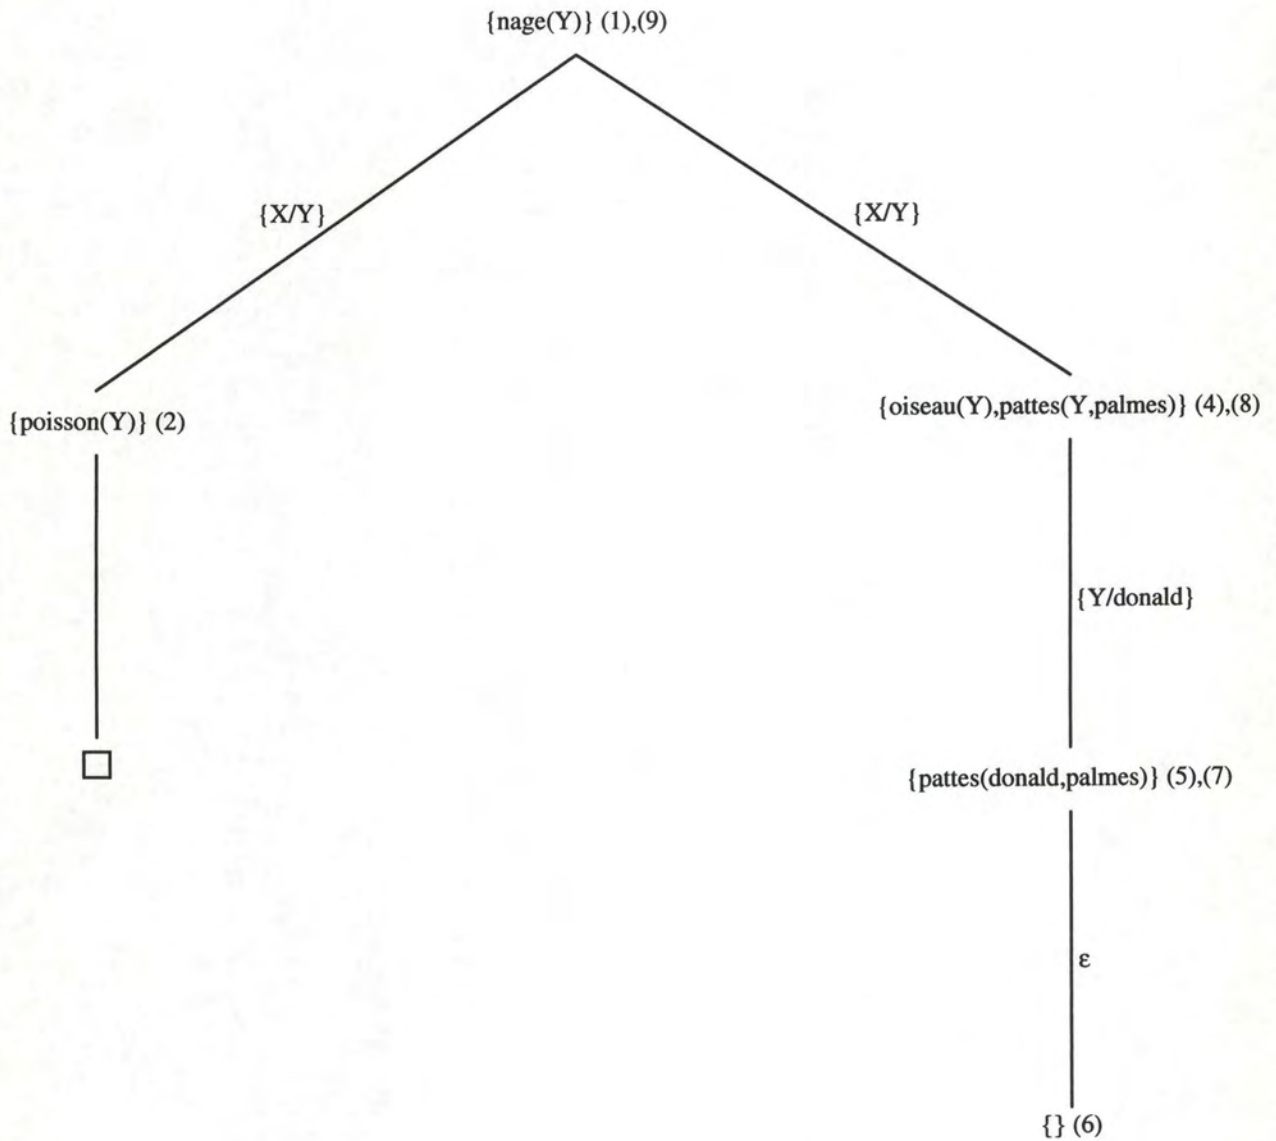 {nage(Y)} (1),(9)
{X/Y}
{X/Y}
{poisson(Y)} (2)
{oiseau(Y),pattes(Y,palmes)} (4),(8)
{Y/donald}
{pattes(donald,palmes)} (5),(7)
ε
{} (6)